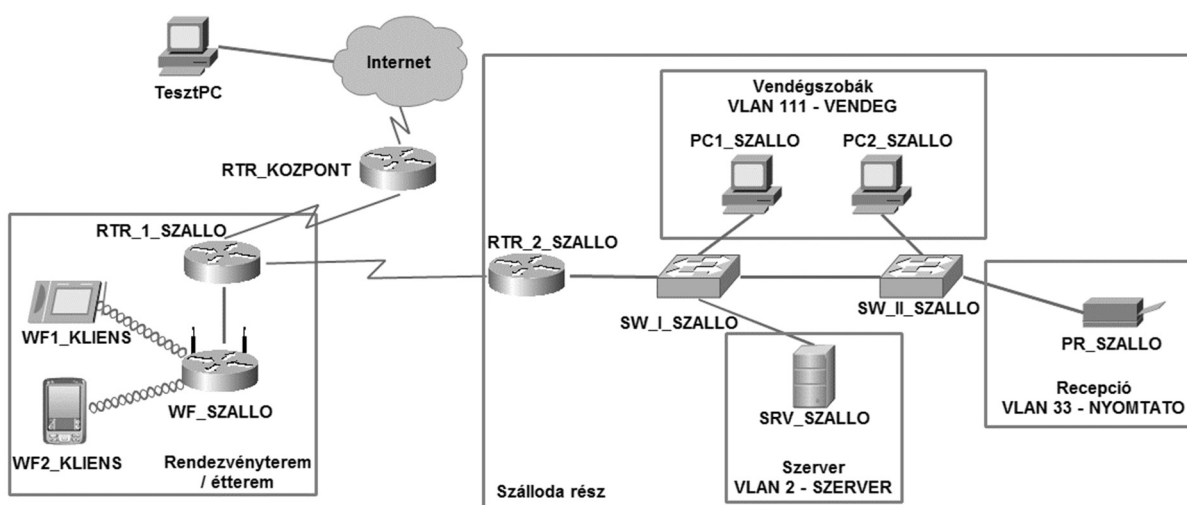 Internet
TesztPC
RTR_KOZPONT
RTR_1_SZALLO
WF1_KLIENS
WF_SZALLO
WF2_KLIENS
Rendezvényterem
/ étterem
Vendégszobák
VLAN 111 - VENDEG
PC1_SZALLO
PC2_SZALLO
RTR_2_SZALLO
SW_I_SZALLO
SW_II_SZALLO
PR_SZALLO
Recepció
VLAN 33 - NYOMTATO
SRV_SZALLO
Szerver
VLAN 2 - SZERVER
Szálloda rész